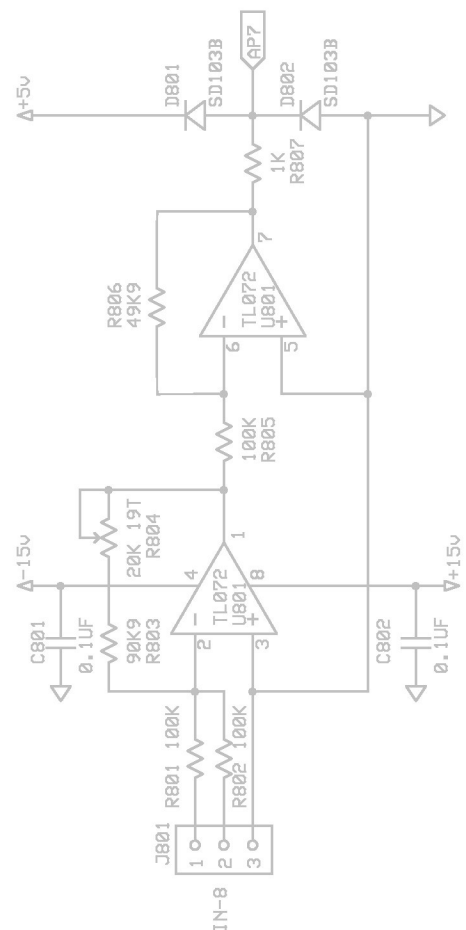 +5v
D801
SD103B
AP7
D802
SD103B
1K
R807
R806
49K9
7
TL072
U801
-
+
6
5
100K
R805
-15v
20K 19T
R804
1
4
8
TL072
U801
-
+
+15v
C801
0.1UF
90K9
R803
2
3
C802
0.1UF
R801 100K
R802 100K
J801
1
2
3
IN-8